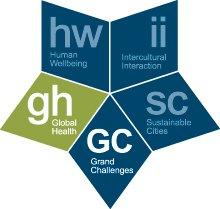 hw
Human
Wellbeing
ii
Intercultural
Interaction
gh
Global
Health
sc
Sustainable
Cities
GC
Grand
Challenges